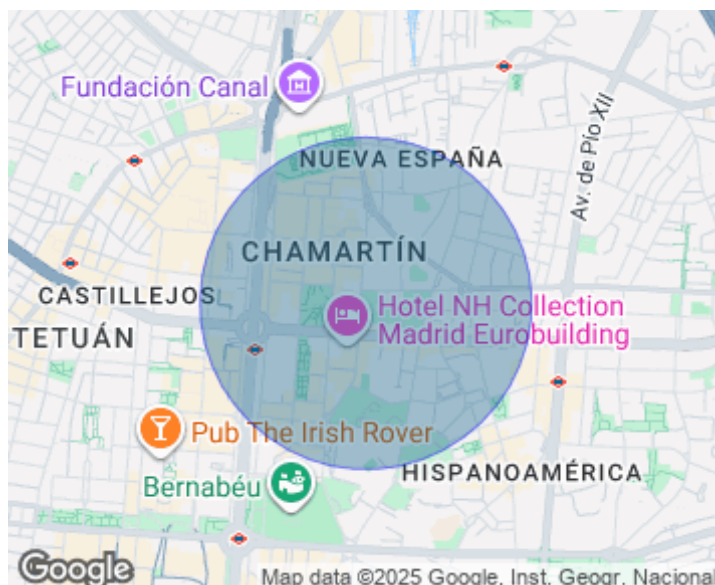 Fundación Canal
NUEVA ESPAÑA
Av. de Pío XII
CHAMARTÍN
CASTILLEJOS
TETUÁN
Hotel NH Collection
Madrid Eurobuilding
Pub The Irish Rover
HISPANOAMÉRICA
Bernabéu
Google
Map data ©2025 Google, Inst. Geogr. Nacional